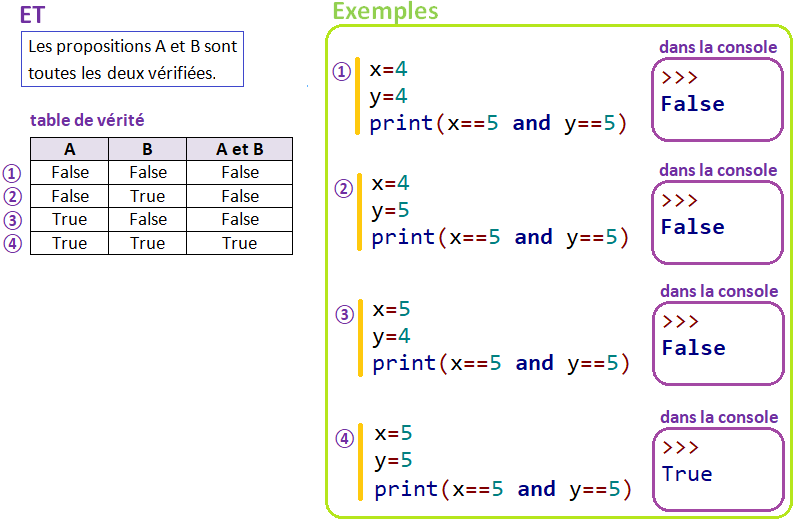 ET
Les propositions A et B sont
toutes les deux vérifiées.
table de vérité
A B A et B
① False False False
② False True False
③ True False False
④ True True True
Exemples
①
x=4
y=4
print(x==5 and y==5)
dans la console
>>>
False
②
x=4
y=5
print(x==5 and y==5)
dans la console
>>>
False
③
x=5
y=4
print(x==5 and y==5)
dans la console
>>>
False
④
x=5
y=5
print(x==5 and y==5)
dans la console
>>>
True